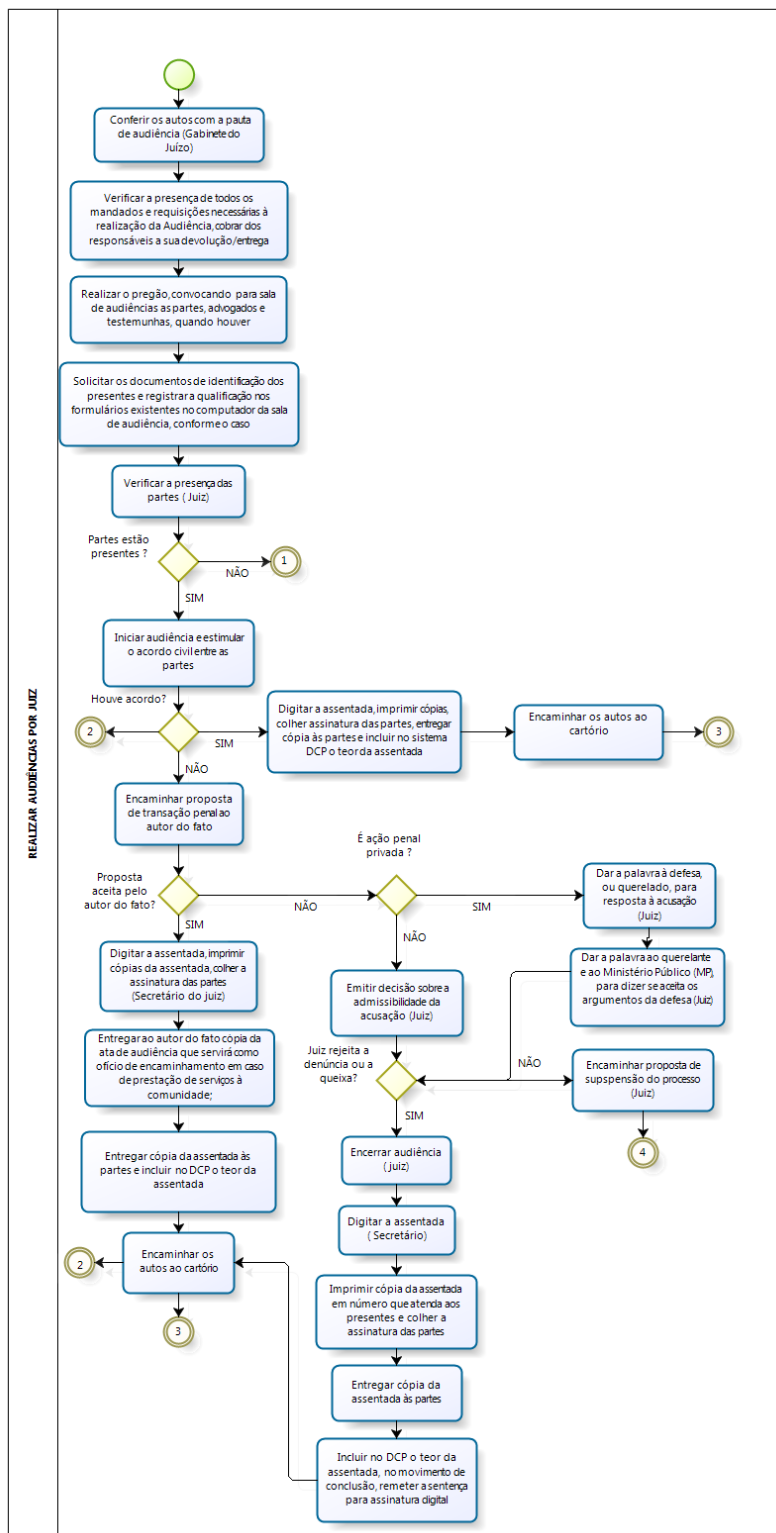 REALIZAR AUDIÊNCIAS POR JUIZ
Conferir os autos com a pauta
de audiência (Gabinete do
Juízo)
Verificar a presença de todos os
mandados e requisições necessárias à
realização da Audiência, cobrar dos
responsáveis a sua devolução/entrega
Realizar o pregão, convocando para sala
de audiências as partes, advogados e
testemunhas, quando houver
Solicitar os documentos de identificação dos
presentes e registrar a qualificação nos
formulários existentes no computador da sala
de audiência, conforme o caso
Verificar a presença das
partes ( Juiz)
Partes estão
presentes ?
NÃO
1
SIM
Iniciar audiência e estimular
o acordo civil entre as
partes
Houve acordo?
2
SIM
Digitar a assentada, imprimir cópias,
colher assinatura das partes, entregar
cópia às partes e incluir no sistema
DCP o teor da assentada
Encaminhar os autos ao
cartório
3
NÃO
Encaminhar proposta
de transação penal ao
autor do fato
É ação penal
privada ?
Proposta
aceita pelo
autor do fato?
NÃO
SIM
Dar a palavra à defesa,
ou querelado, para
resposta à acusação
(Juiz)
SIM
NÃO
Digitar a assentada, imprimir
cópias da assentada, colher a
assinatura das partes
(Secretário do juiz)
Emitir decisão sobre a
admissibilidade da
acusação (Juiz)
Dar a palavra ao querelante
e ao Ministério Público (MP),
para dizer se aceita os
argumentos da defesa (Juiz)
Entregar ao autor do fato cópia da
ata de audiência que servirá como
ofício de encaminhamento em caso
de prestação de serviços à
comunidade;
Juiz rejeita a
denúncia ou a
queixa?
NÃO
Encaminhar proposta de
supspensão do processo
(Juiz)
SIM
4
Entregar cópia da assentada às
partes e incluir no DCP o teor da
assentada
Encerrar audiência
( juiz)
Digitar a assentada
( Secretário)
2
Encaminhar os
autos ao cartório
3
Imprimir cópia da assentada
em número que atenda aos
presentes e colher a
assinatura das partes
Entregar cópia da
assentada às partes
Incluir no DCP o teor da
assentada, no movimento de
conclusão, remeter a sentença
para assinatura digital